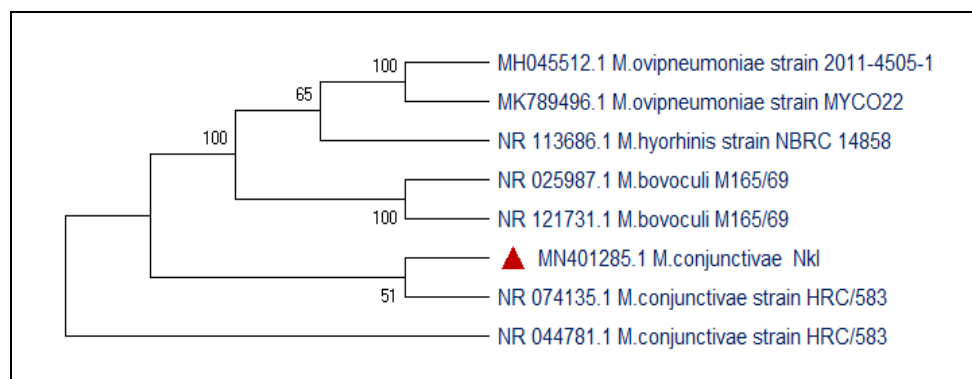 100
MH045512.1 M.ovipneumoniae strain 2011-4505-1
65
MK789496.1 M.ovipneumoniae strain MYCO22
100
NR 113686.1 M.hyorhinis strain NBRC 14858
NR 025987.1 M.bovoculi M165/69
100
NR 121731.1 M.bovoculi M165/69
MN401285.1 M.conjunctivae Nkl
51
NR 074135.1 M.conjunctivae strain HRC/583
NR 044781.1 M.conjunctivae strain HRC/583